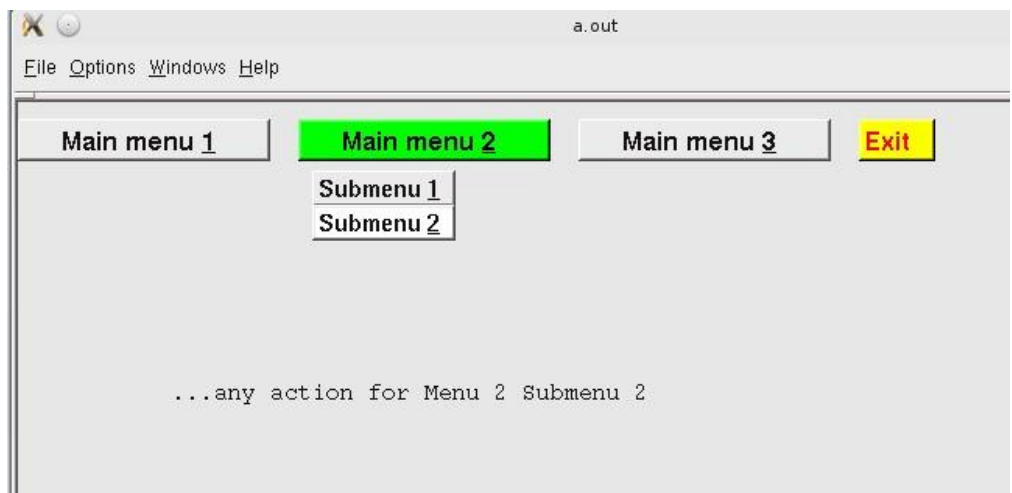 a.out
File Options Windows Help
Main menu 1 Main menu 2 Main menu 3 Exit
Submenu 1
Submenu 2
...any action for Menu 2 Submenu 2